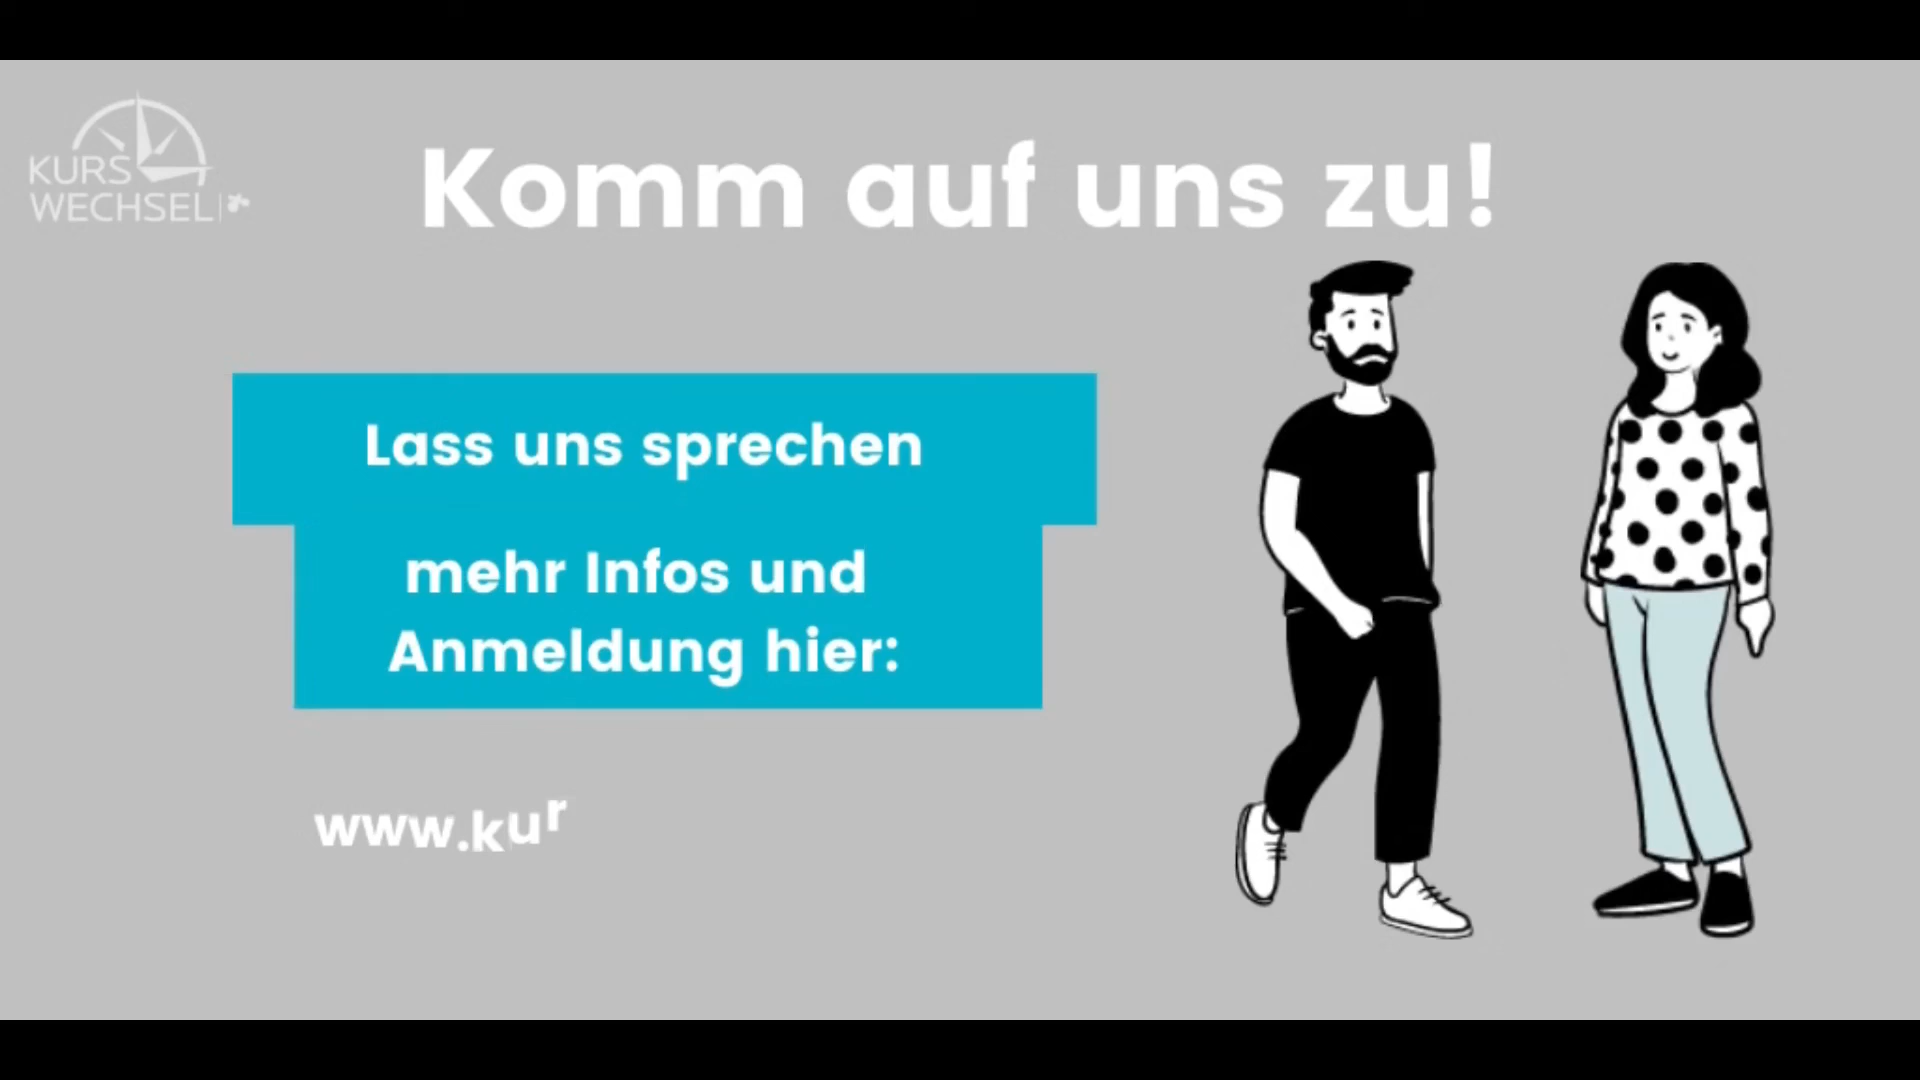 KURS
WECHSEL
Komm auf uns zu!
Lass uns sprechen
mehr Infos und
Anmeldung hier:
www.kur